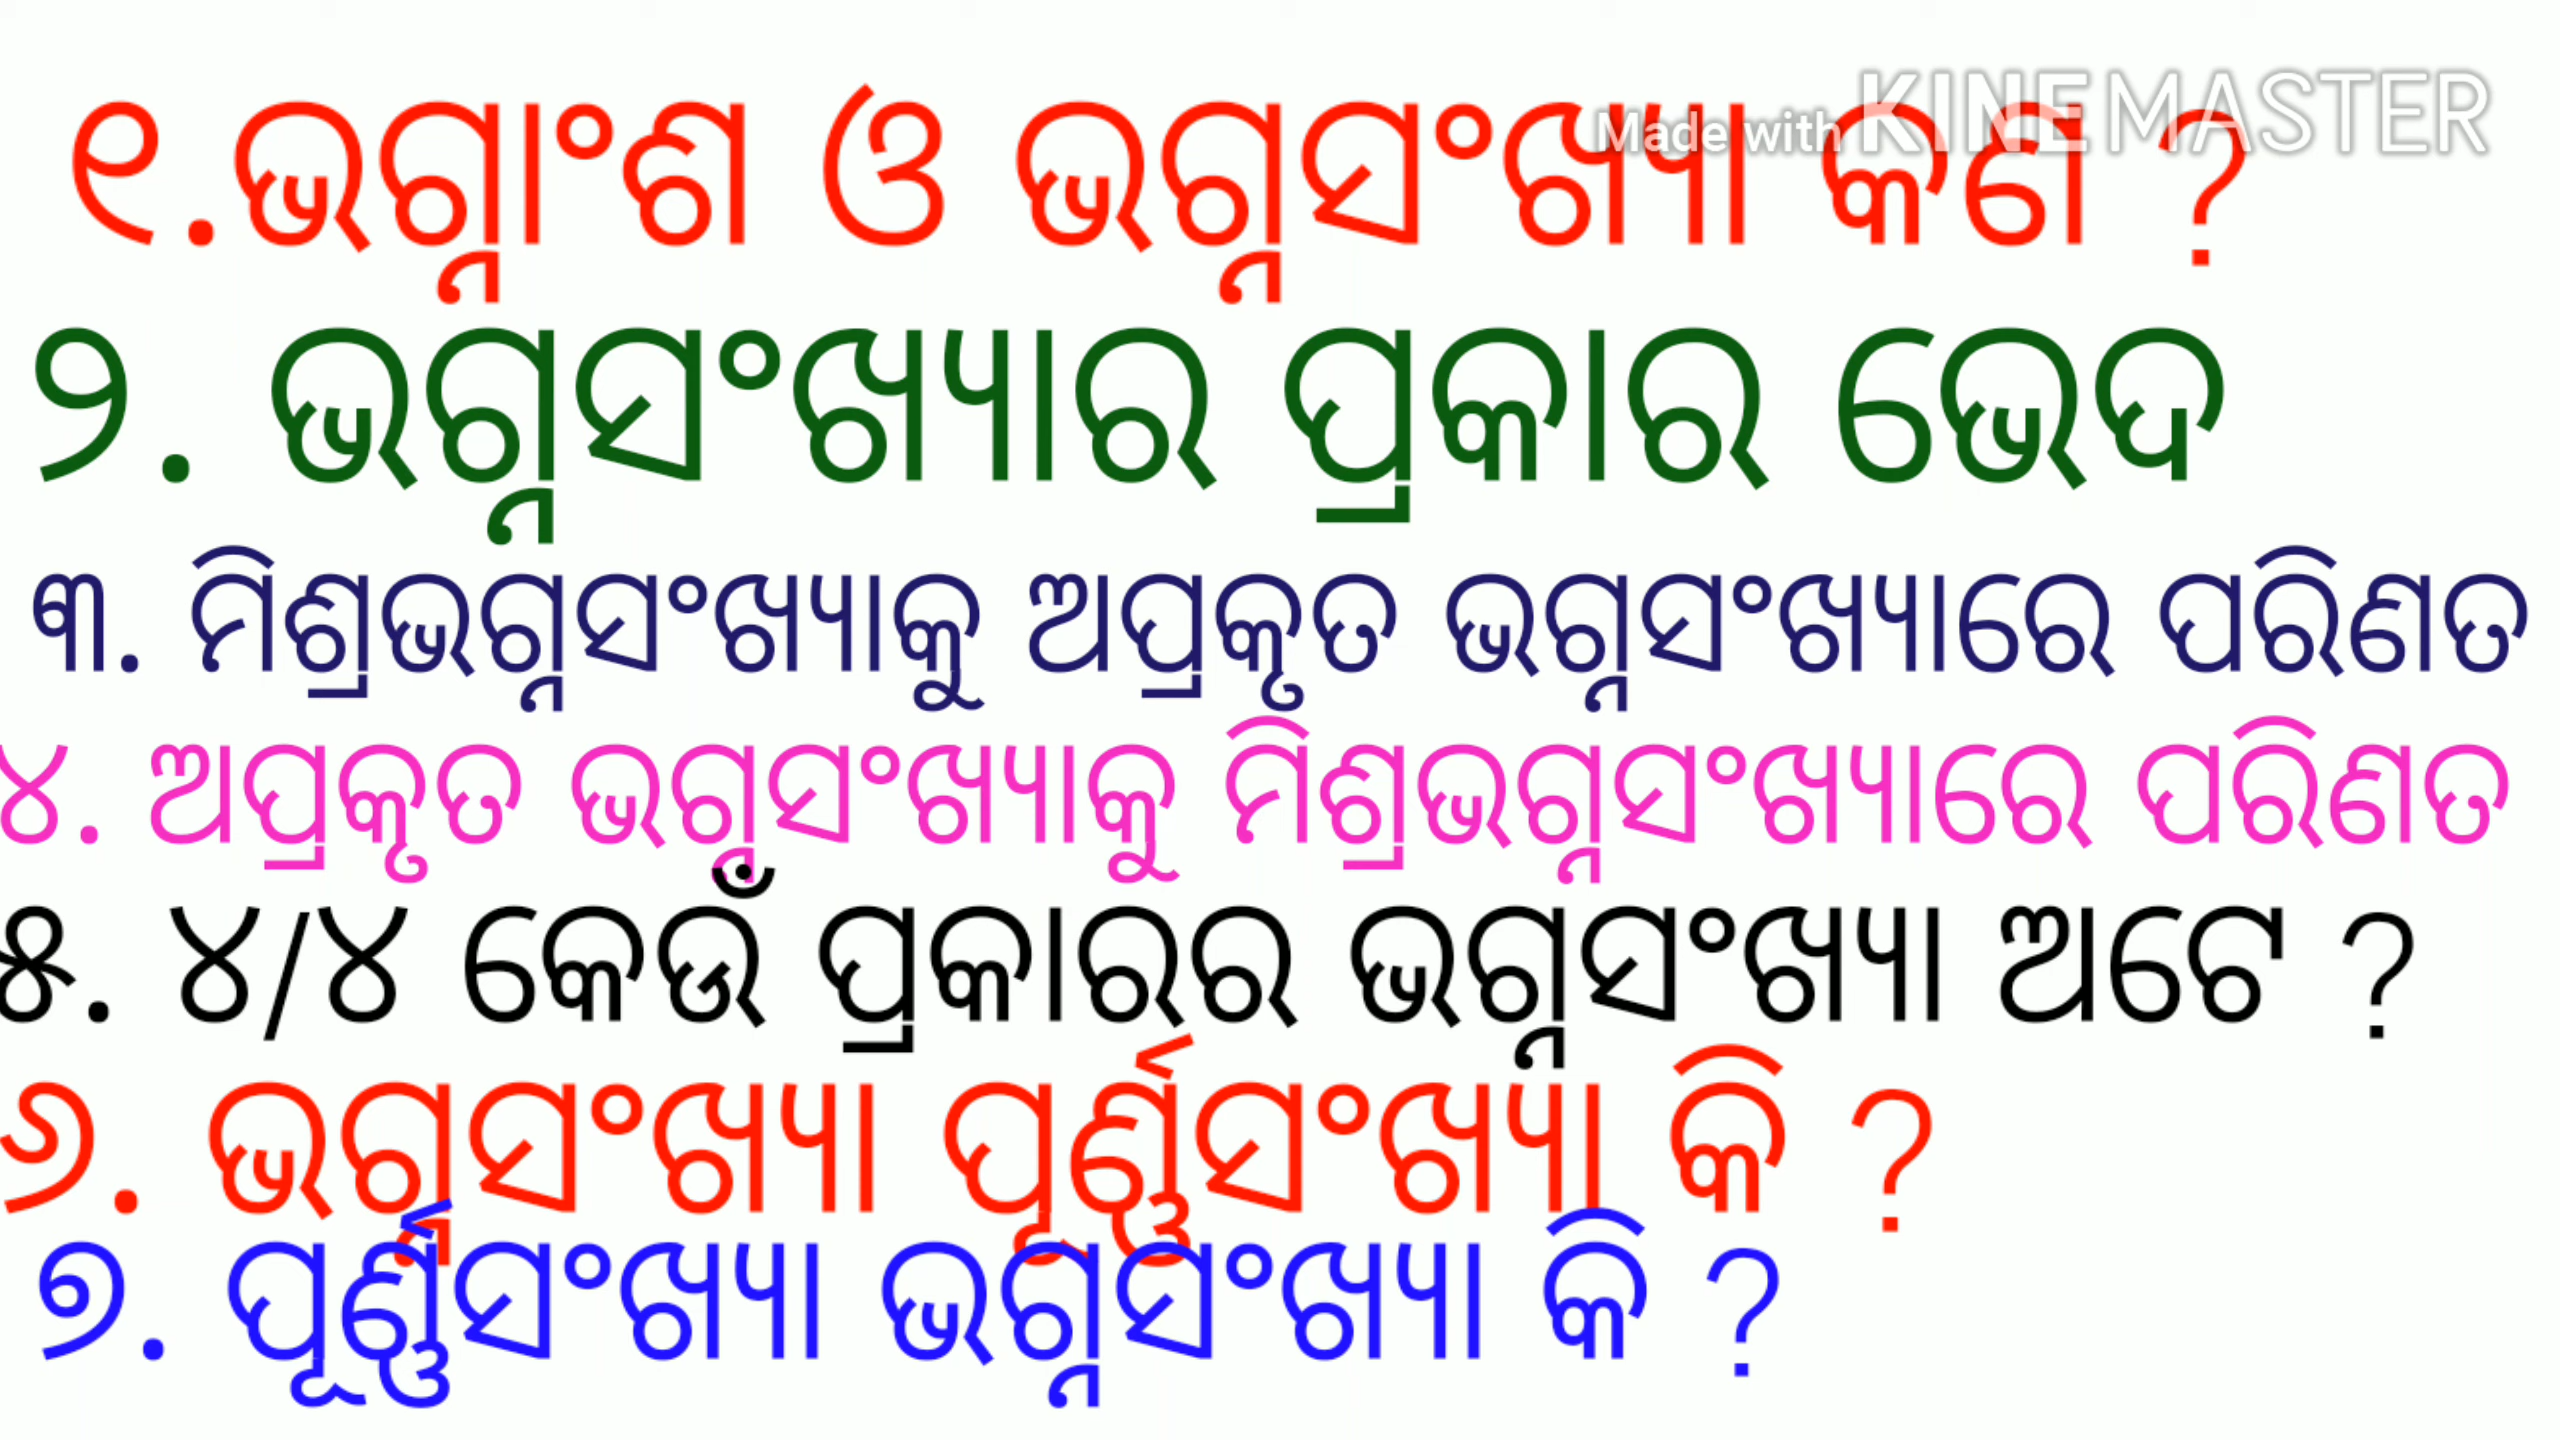 ୧.ଭଗ୍ନାଂଶ ଓ ଭଗ୍ନସଂଖ୍ୟା କଣ ?
Made with KINEMASTER
୨. ଭଗ୍ନସଂଖ୍ୟାର ପ୍ରକାର ଭେଦ
୩. ମିଶ୍ରଭଗ୍ନସଂଖ୍ୟାକୁ ଅପ୍ରକୃତ ଭଗ୍ନସଂଖ୍ୟାରେ ପରିଣତ
୪. ଅପ୍ରକୃତ ଭଗ୍ନସଂଖ୍ୟାକୁ ମିଶ୍ରଭଗ୍ନସଂଖ୍ୟାରେ ପରିଣତ
୫. ୪/୪ କେଉଁ ପ୍ରକାରର ଭଗ୍ନସଂଖ୍ୟା ଅଟେ ?
୬. ଭଗ୍ନସଂଖ୍ୟା ପୂର୍ଣ୍ଣସଂଖ୍ୟା କି ?
୭. ପୂର୍ଣ୍ଣସଂଖ୍ୟା ଭଗ୍ନସଂଖ୍ୟା କି ?